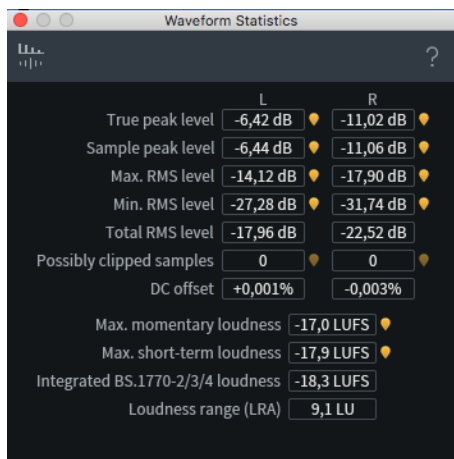 Waveform Statistics
?
L R
True peak level -6,42 dB -11,02 dB
Sample peak level -6,44 dB -11,06 dB
Max. RMS level -14,12 dB -17,90 dB
Min. RMS level -27,28 dB -31,74 dB
Total RMS level -17,96 dB -22,52 dB
Possibly clipped samples 0 0
DC offset +0,001% -0,003%
Max. momentary loudness -17,0 LUFS
Max. short-term loudness -17,9 LUFS
Integrated BS.1770-2/3/4 loudness -18,3 LUFS
Loudness range (LRA) 9,1 LU